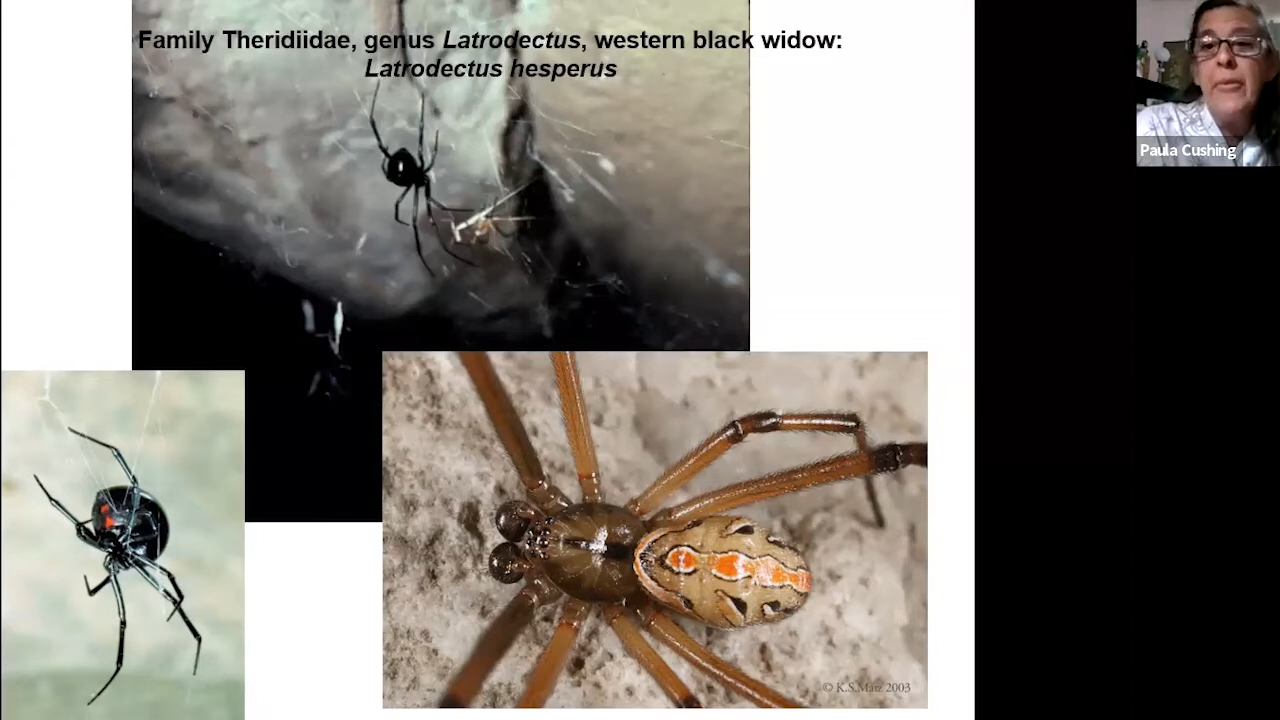 Family Theridiidae, genus Latrodectus, western black widow:
Latrodectus hesperus
Paula Cushing
© K.S.Matz 2003